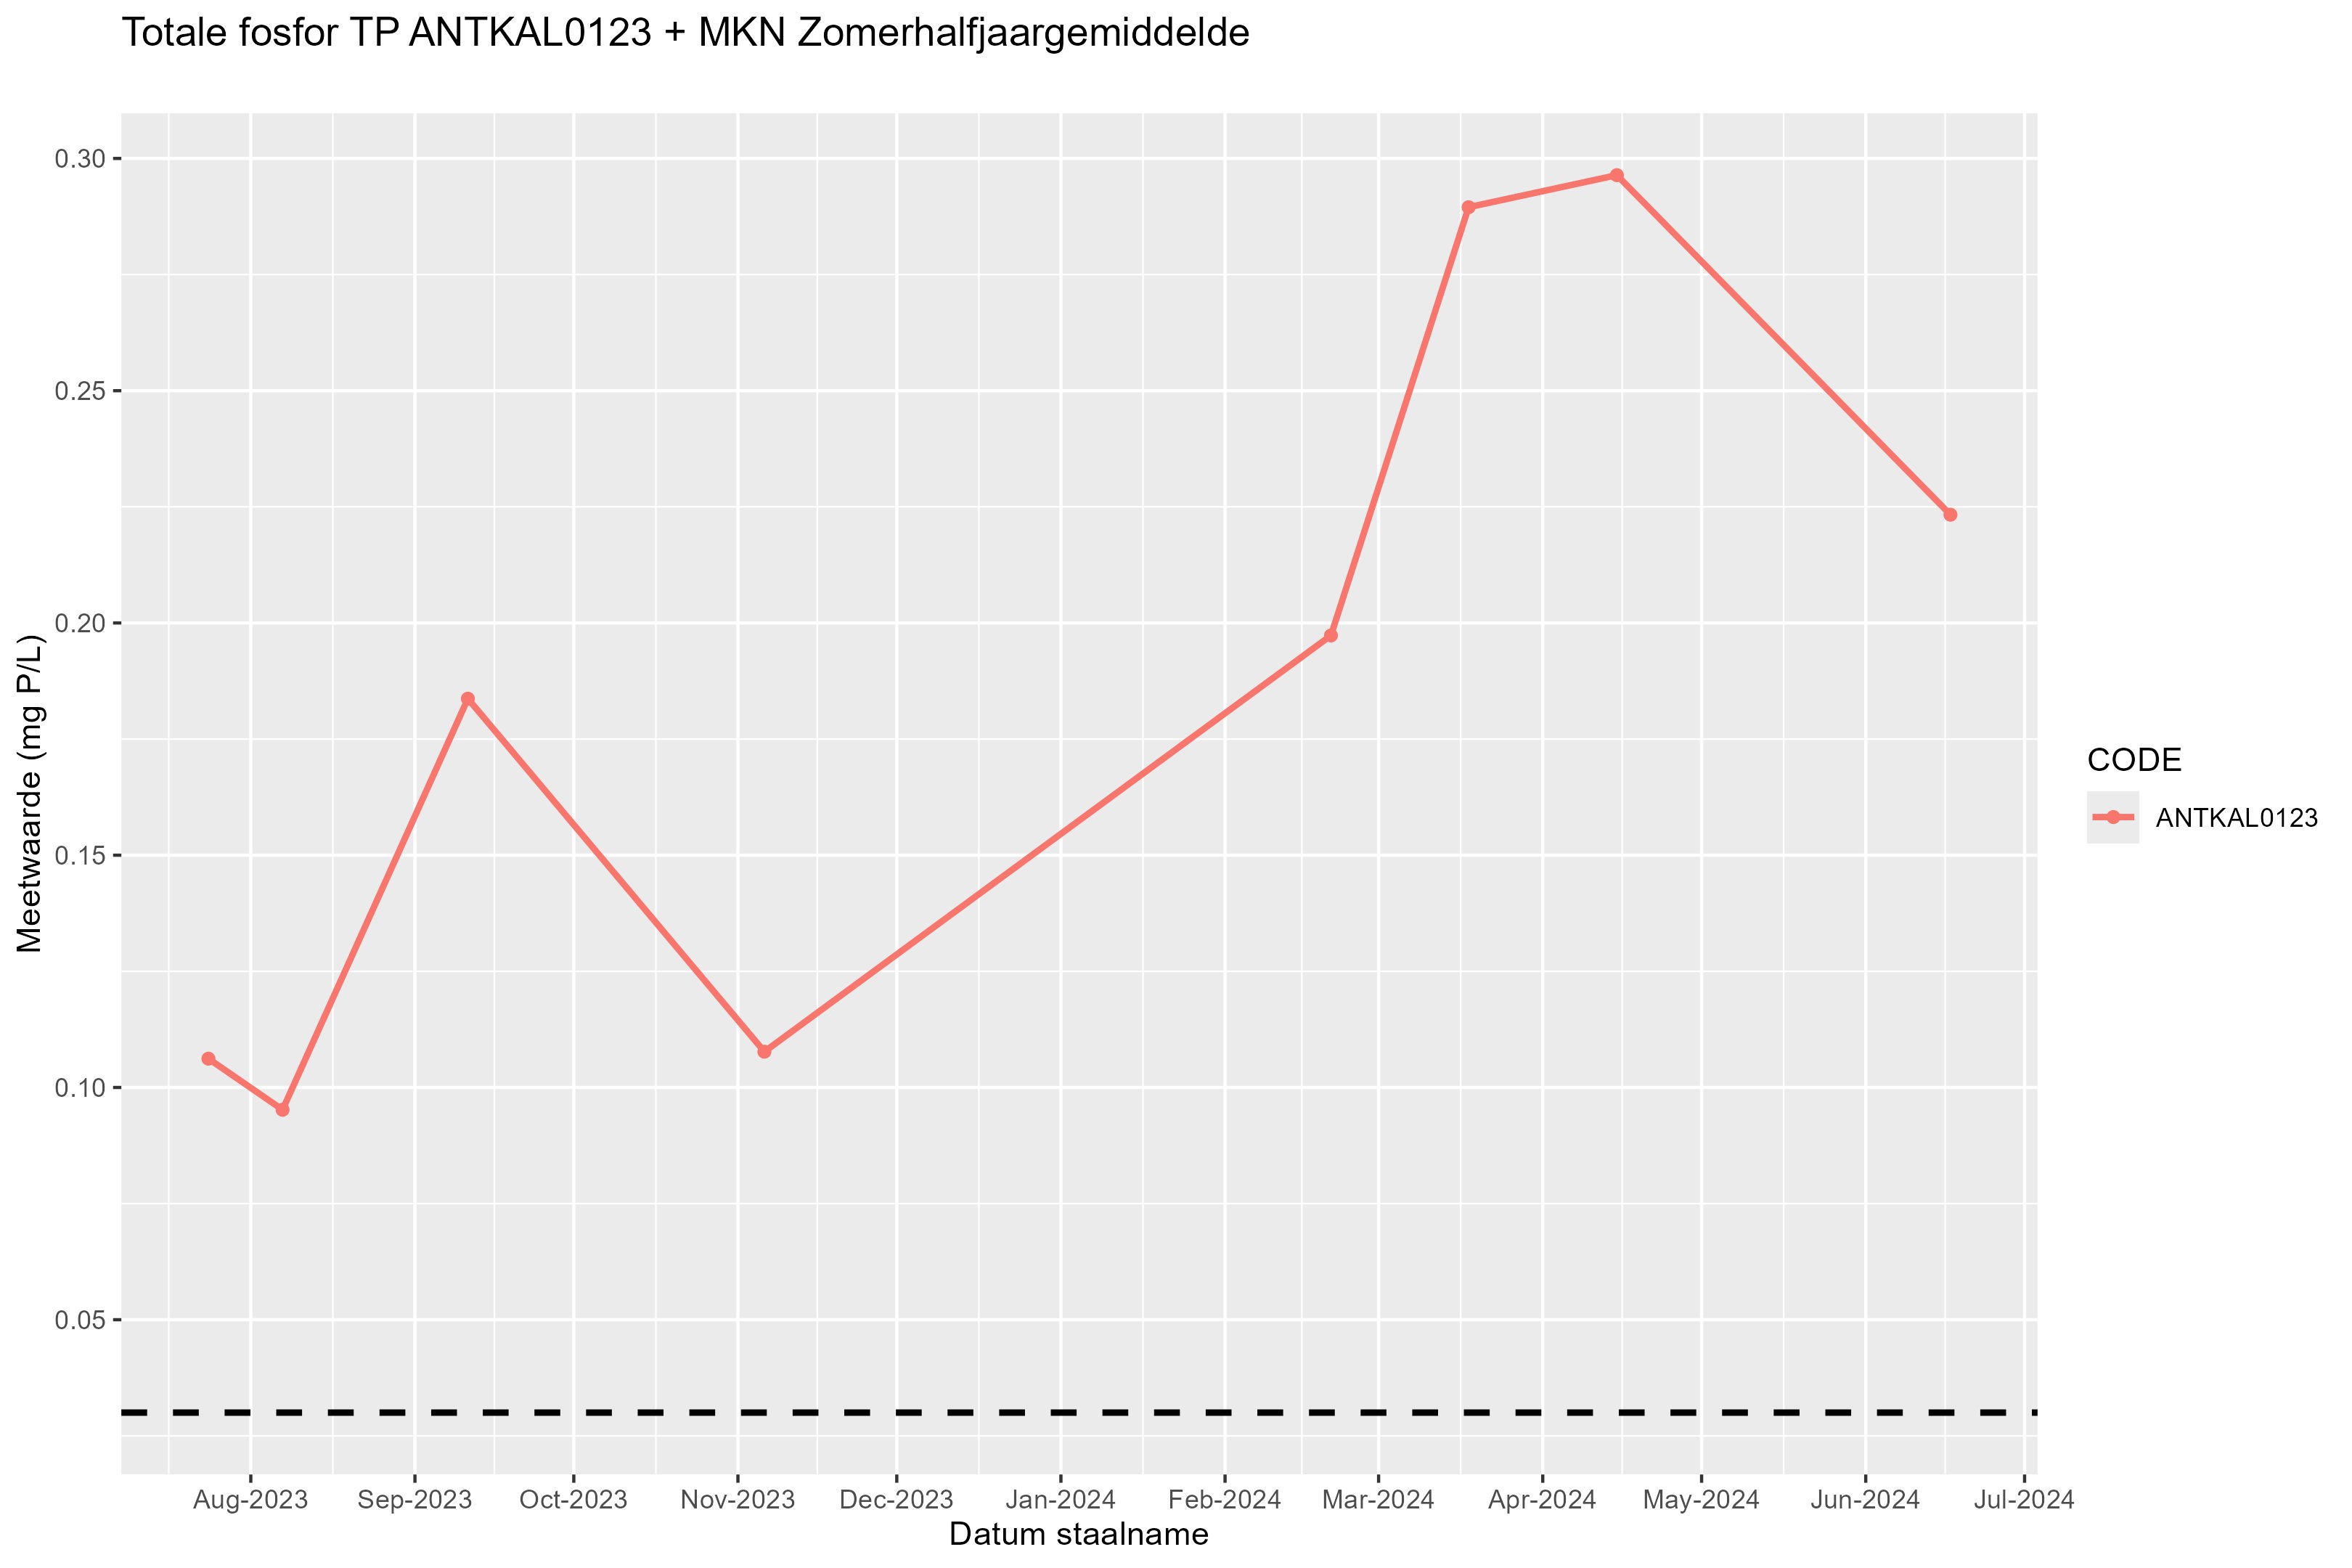 Totale fosfor TP ANTKAL0123 + MKN Zomerhalfjaargemiddelde
Meetwaarde (mg P/L)
0.30
0.25
0.20
0.15
0.10
0.05
Aug-2023 Sep-2023 Oct-2023 Nov-2023 Dec-2023 Jan-2024 Feb-2024 Mar-2024 Apr-2024 May-2024 Jun-2024 Jul-2024
Datum staalname
CODE
ANTKAL0123